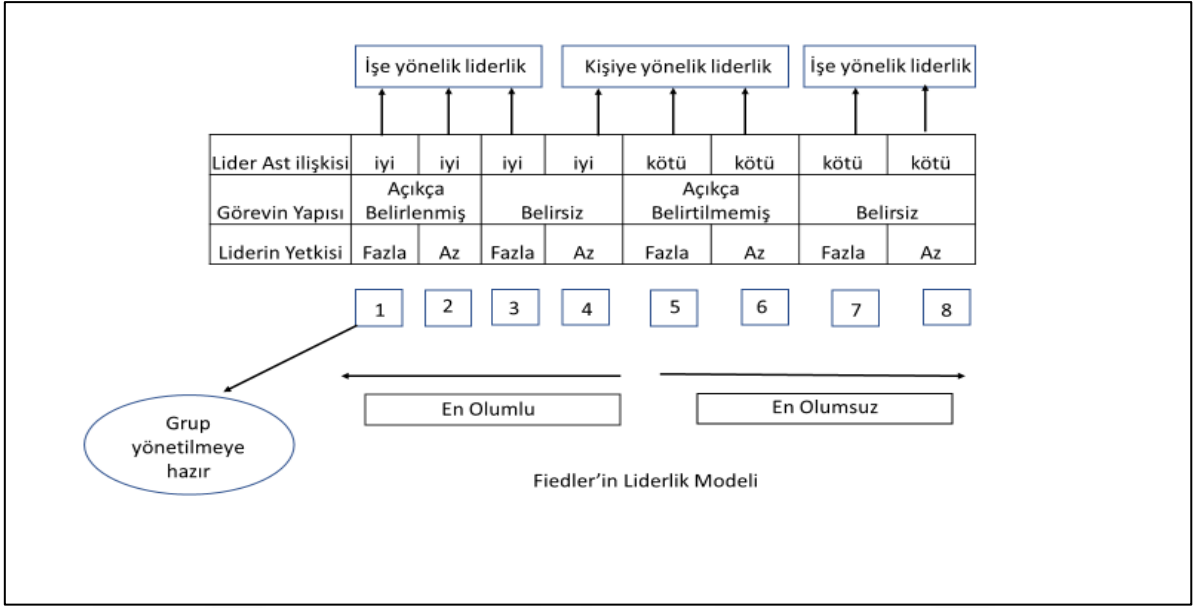 İşe yönelik liderlik Kişiye yönelik liderlik İşe yönelik liderlik
Lider Ast ilişkisi iyi iyi iyi iyi kötü kötü kötü kötü
Görevin Yapısı
Açıkça
Belirlenmiş
Belirsiz
Açıkça
Belirtilmemiş
Belirsiz
Liderin Yetkisi Fazla Az Fazla Az Fazla Az Fazla Az
1 2 3 4 5 6 7 8
En Olumlu En Olumsuz
Grup
yönetilmeye
hazır
Fiedler’in Liderlik Modeli